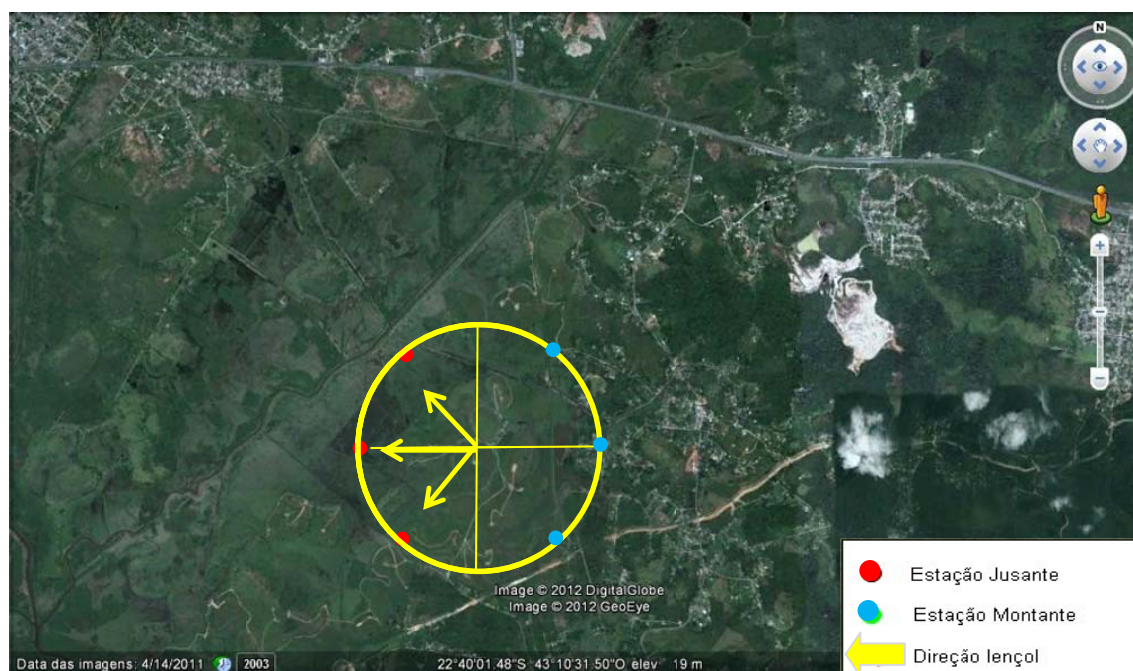 N
Image © 2012 DigitalGlobe
Image © 2012 GeoEye
Estação Jusante
Estação Montante
Direção lençol
Data das imagens: 4/14/2011 2003 22°40'01.48"S 43°10'31.50"O elev 19 m